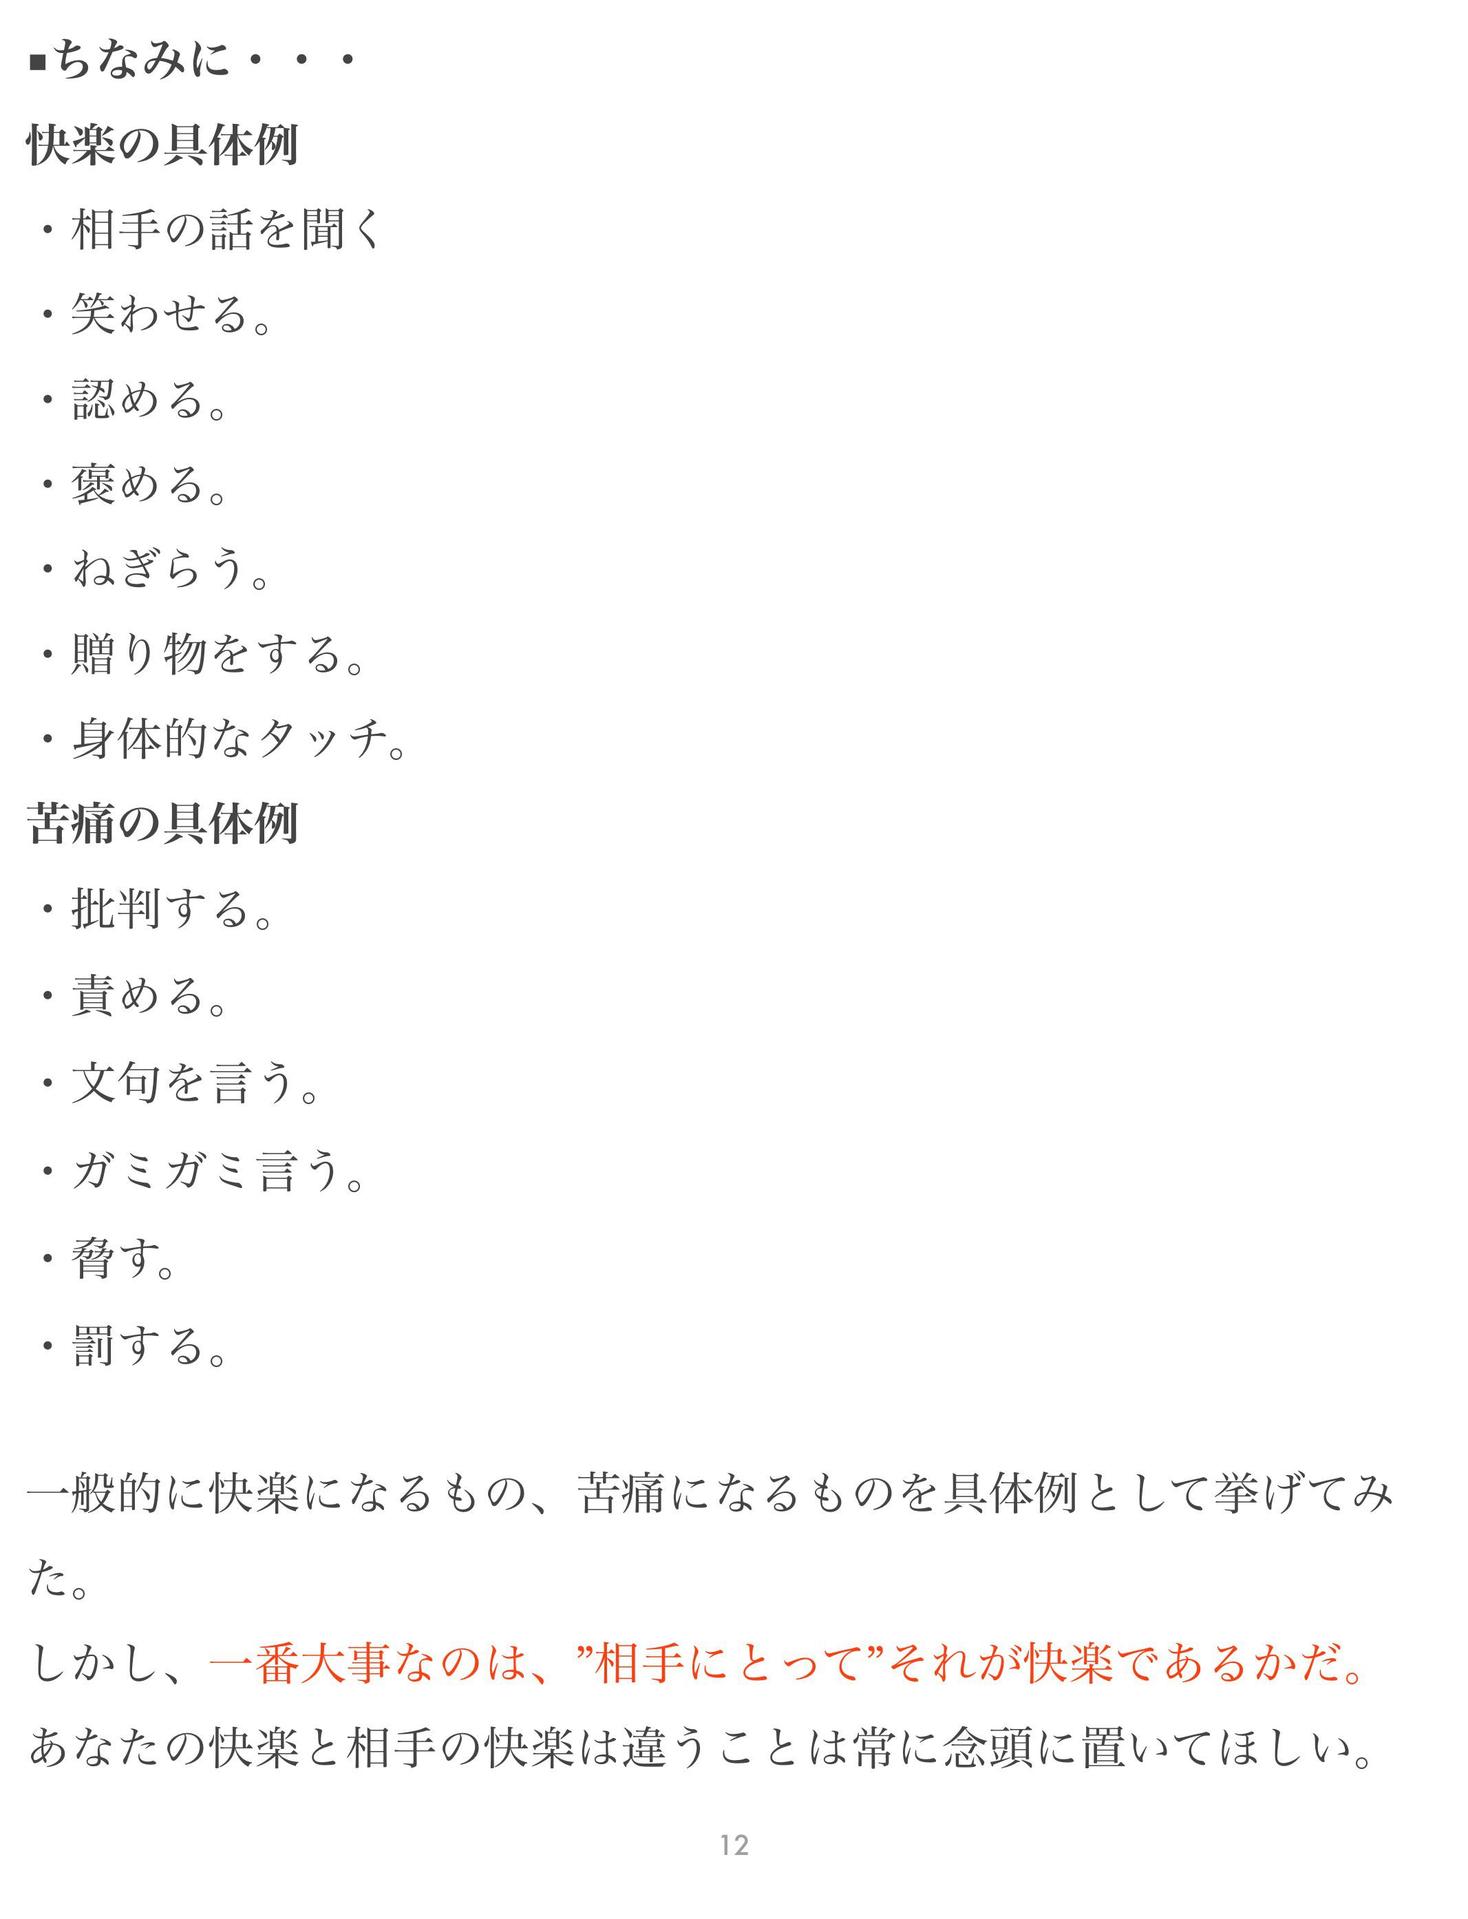 ▪ちなみに・・・
快楽の具体例
・相手の話を聞く
・笑わせる。
・認める。
・褒める。
・ねぎらう。
・贈り物をする。
・身体的なタッチ。
苦痛の具体例
・批判する。
・責める。
・文句を言う。
・ガミガミ言う。
・脅す。
・罰する。
一般的に快楽になるもの、苦痛になるものを具体例として挙げてみ
た。
しかし、一番大事なのは、”相手にとって”それが快楽であるかだ。
あなたの快楽と相手の快楽は違うことは常に念頭に置いてほしい。
12